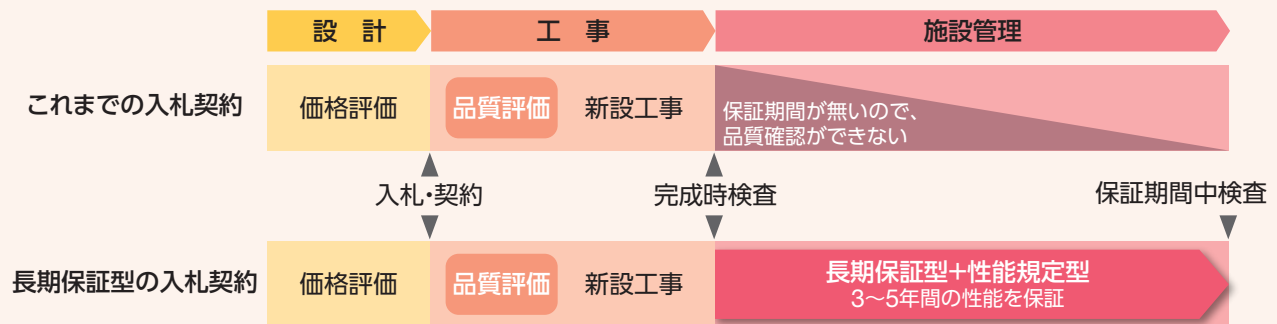 設 計
工 事
施設管理
これまでの入札契約
価格評価
品質評価
新設工事
保証期間が無いので、
品質確認ができない
入札・契約
完成時検査
保証期間中検査
長期保証型の入札契約
価格評価
品質評価
新設工事
長期保証型+性能規定型
3～5年間の性能を保証